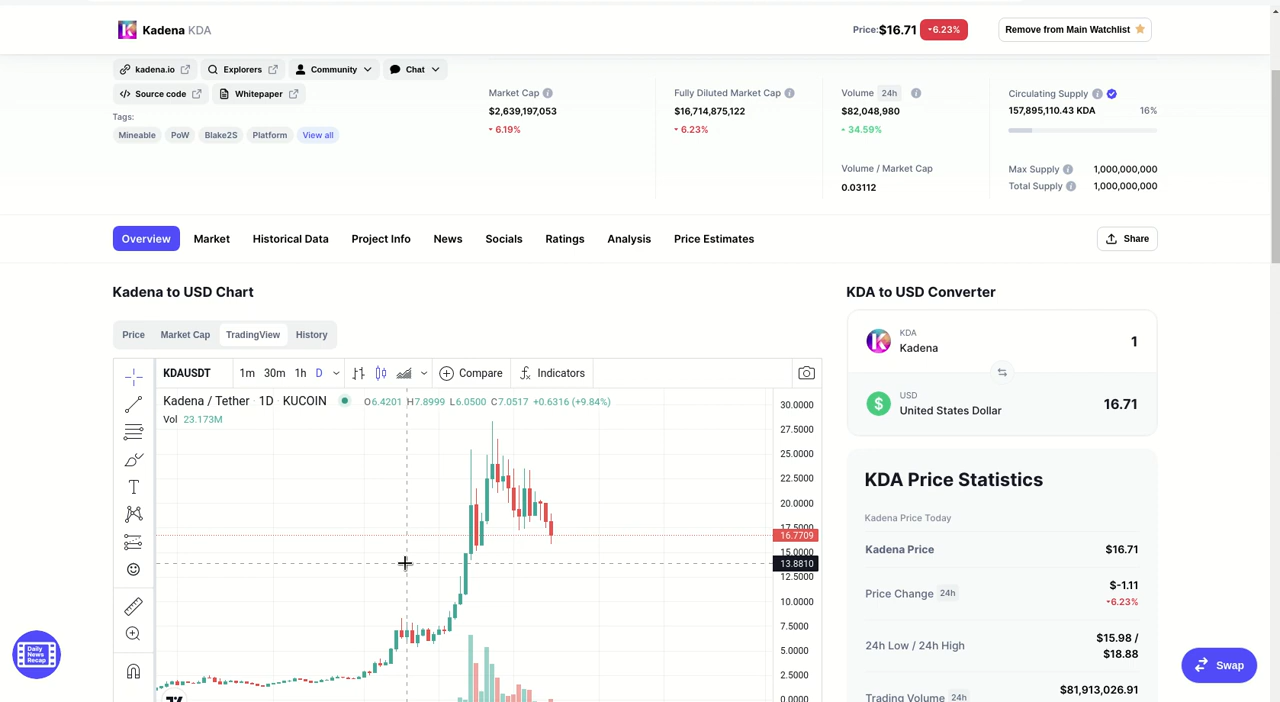 Kadena KDA
Price: $16.71 -6.23%
Remove from Main Watchlist
kadena.io Explorers Community Chat
Source code Whitepaper
Tags:
Mineable PoW Blake2S Platform View all
Market Cap
$2,639,197,053
6.19%
Fully Diluted Market Cap
$16,714,875,122
6.23%
Volume 24h
$82,048,980
34.59%
Volume / Market Cap
0.03112
Circulating Supply
157,895,110.43 KDA 16%
Max Supply 1,000,000,000
Total Supply 1,000,000,000
Overview Market Historical Data Project Info News Socials Ratings Analysis Price Estimates
Share
Kadena to USD Chart
Price Market Cap TradingView History
KDAUSDT 1m 30m 1h D Compare Indicators
Kadena / Tether 1D KUCOIN O6.4201 H7.8999 L6.0500 C7.0517 +0.6316 (+9.84%)
Vol 23.173M
30.0000
27.5000
25.0000
22.5000
20.0000
17.5000
16.7709
15.0000
13.8810
12.5000
10.0000
7.5000
5.0000
2.5000
0.0000
KDA to USD Converter
KDA
Kadena 1
USD
United States Dollar 16.71
KDA Price Statistics
Kadena Price Today
Kadena Price $16.71
Price Change 24h $-1.11
6.23%
24h Low / 24h High $15.98 /
$18.88
Trading Volume 24h $81,913,026.91
Daily
News
Recap
Swap